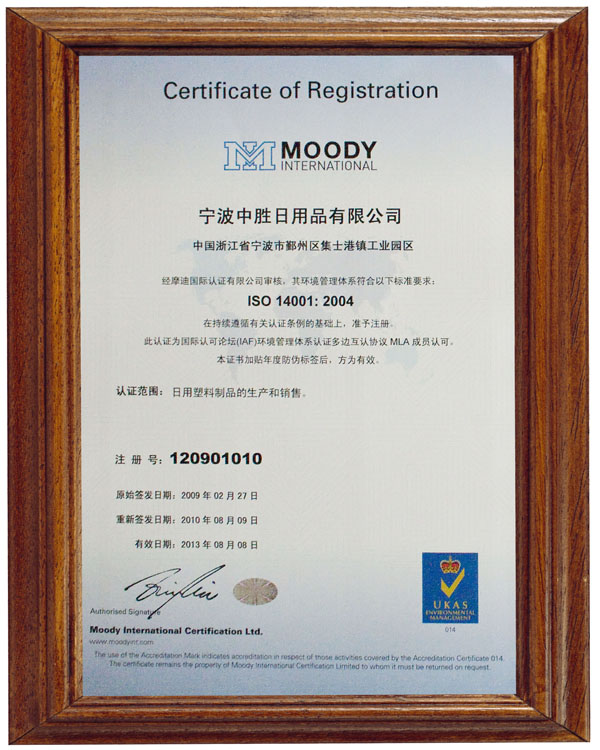 Certificate of Registration
MOODY
INTERNATIONAL
宁波中胜日用品有限公司
中国浙江省宁波市鄞州区集士港镇工业园区
经摩迪国际认证有限公司审核，其环境管理体系符合以下标准要求：
ISO 14001: 2004
在持续遵循有关认证条例的基础上，准予注册。
此认证为国际认可论坛(IAF)环境管理体系认证多边互认协议 MLA 成员认可。
本证书加贴年度防伪标签后，方为有效。
认证范围：日用塑料制品的生产和销售。
注 册 号：120901010
原始签发日期：2009 年 02 月 27 日
重新签发日期：2010 年 08 月 09 日
有效日期：2013 年 08 月 08 日
Authorised Signature
Moody International Certification Ltd.
www.moodyint.com
UKAS
ENVIRONMENTAL
MANAGEMENT
014
The use of the Accreditation Mark indicates accreditation in respect of those activities covered by the Accreditation Certificate 014.
The certificate remains the property of Moody International Certification Limited to whom it must be returned on request.